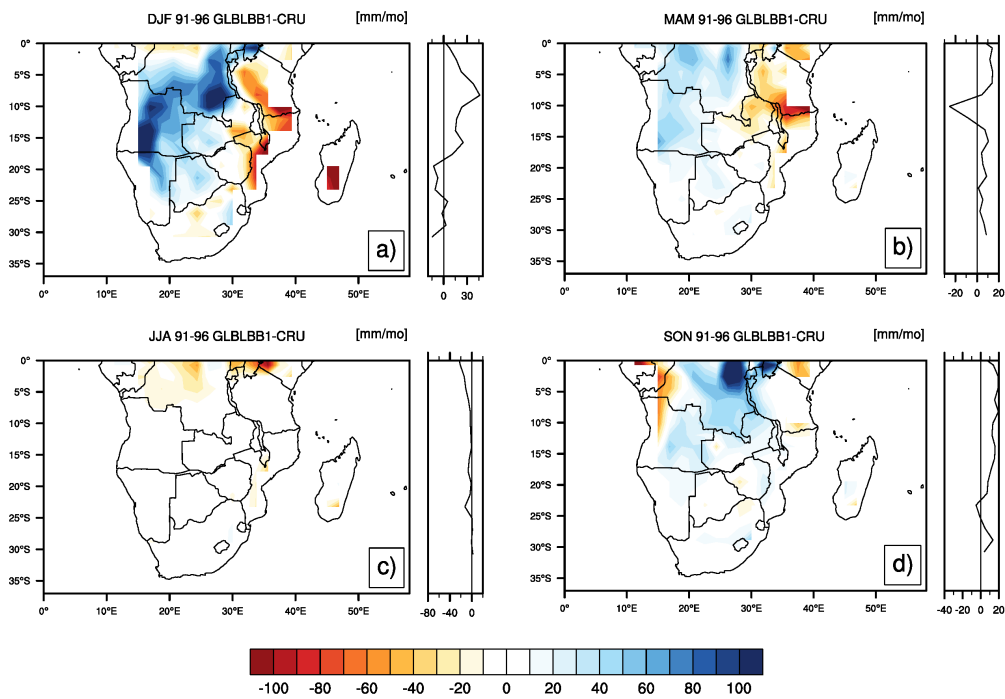 DJF 91-96 GLBLBB1-CRU [mm/mo]
0°
5°S
10°S
15°S
20°S
25°S
30°S
35°S
a)
0° 10°E 20°E 30°E 40°E 50°E
0 30
MAM 91-96 GLBLBB1-CRU [mm/mo]
0°
5°S
10°S
15°S
20°S
25°S
30°S
35°S
b)
0° 10°E 20°E 30°E 40°E 50°E
-20 0 20
JJA 91-96 GLBLBB1-CRU [mm/mo]
0°
5°S
10°S
15°S
20°S
25°S
30°S
35°S
c)
0° 10°E 20°E 30°E 40°E 50°E
-80 -40 0
SON 91-96 GLBLBB1-CRU [mm/mo]
0°
5°S
10°S
15°S
20°S
25°S
30°S
35°S
d)
0° 10°E 20°E 30°E 40°E 50°E
-40 -20 0 20
-100 -80 -60 -40 -20 0 20 40 60 80 100